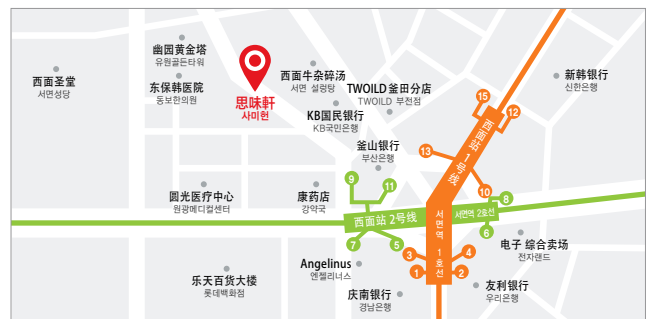 幽园黄金塔
유원골든타워
西面圣堂
서면성당
东保韩医院
동보한의원
思味軒
사미헌
西面牛杂碎汤
서면 설렁탕
TWOILD 釜田分店
TWOILD 부전점
KB国民银行
KB국민은행
新韩银行
신한은행
釜山银行
부산은행
15
12
13
10
西面站 1号线
9
11
8
圆光医疗中心
원광메디컬센터
康药店
강약국
西面站 2号线
서면역 2호선
서면역 1호선
7
5
6
电子 综合卖场
전자랜드
3
4
1
2
Angelinus
엔젤리너스
乐天百货大楼
롯데백화점
庆南银行
경남은행
友利银行
우리은행